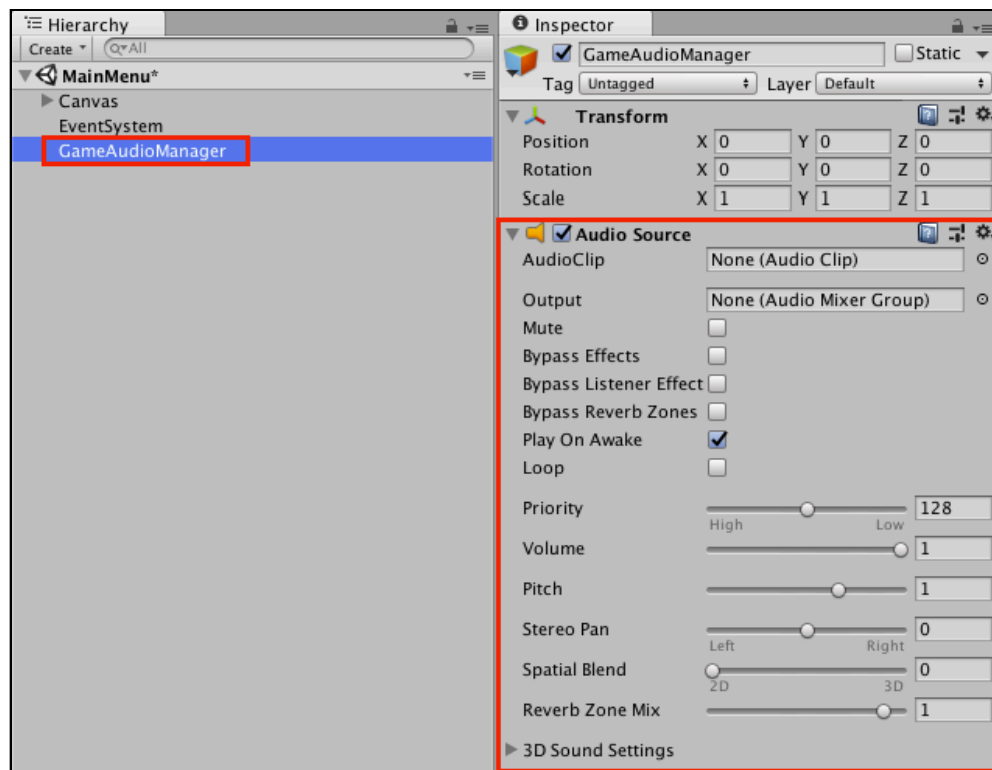 Hierarchy
Create All
MainMenu*
Canvas
EventSystem
GameAudioManager
Inspector
GameAudioManager Static
Tag Untagged Layer Default
Transform
Position X 0 Y 0 Z 0
Rotation X 0 Y 0 Z 0
Scale X 1 Y 1 Z 1
Audio Source
AudioClip None (Audio Clip)
Output None (Audio Mixer Group)
Mute
Bypass Effects
Bypass Listener Effect
Bypass Reverb Zones
Play On Awake
Loop
Priority 128
High Low
Volume 1
Pitch 1
Stereo Pan 0
Left Right
Spatial Blend 0
2D 3D
Reverb Zone Mix 1
3D Sound Settings